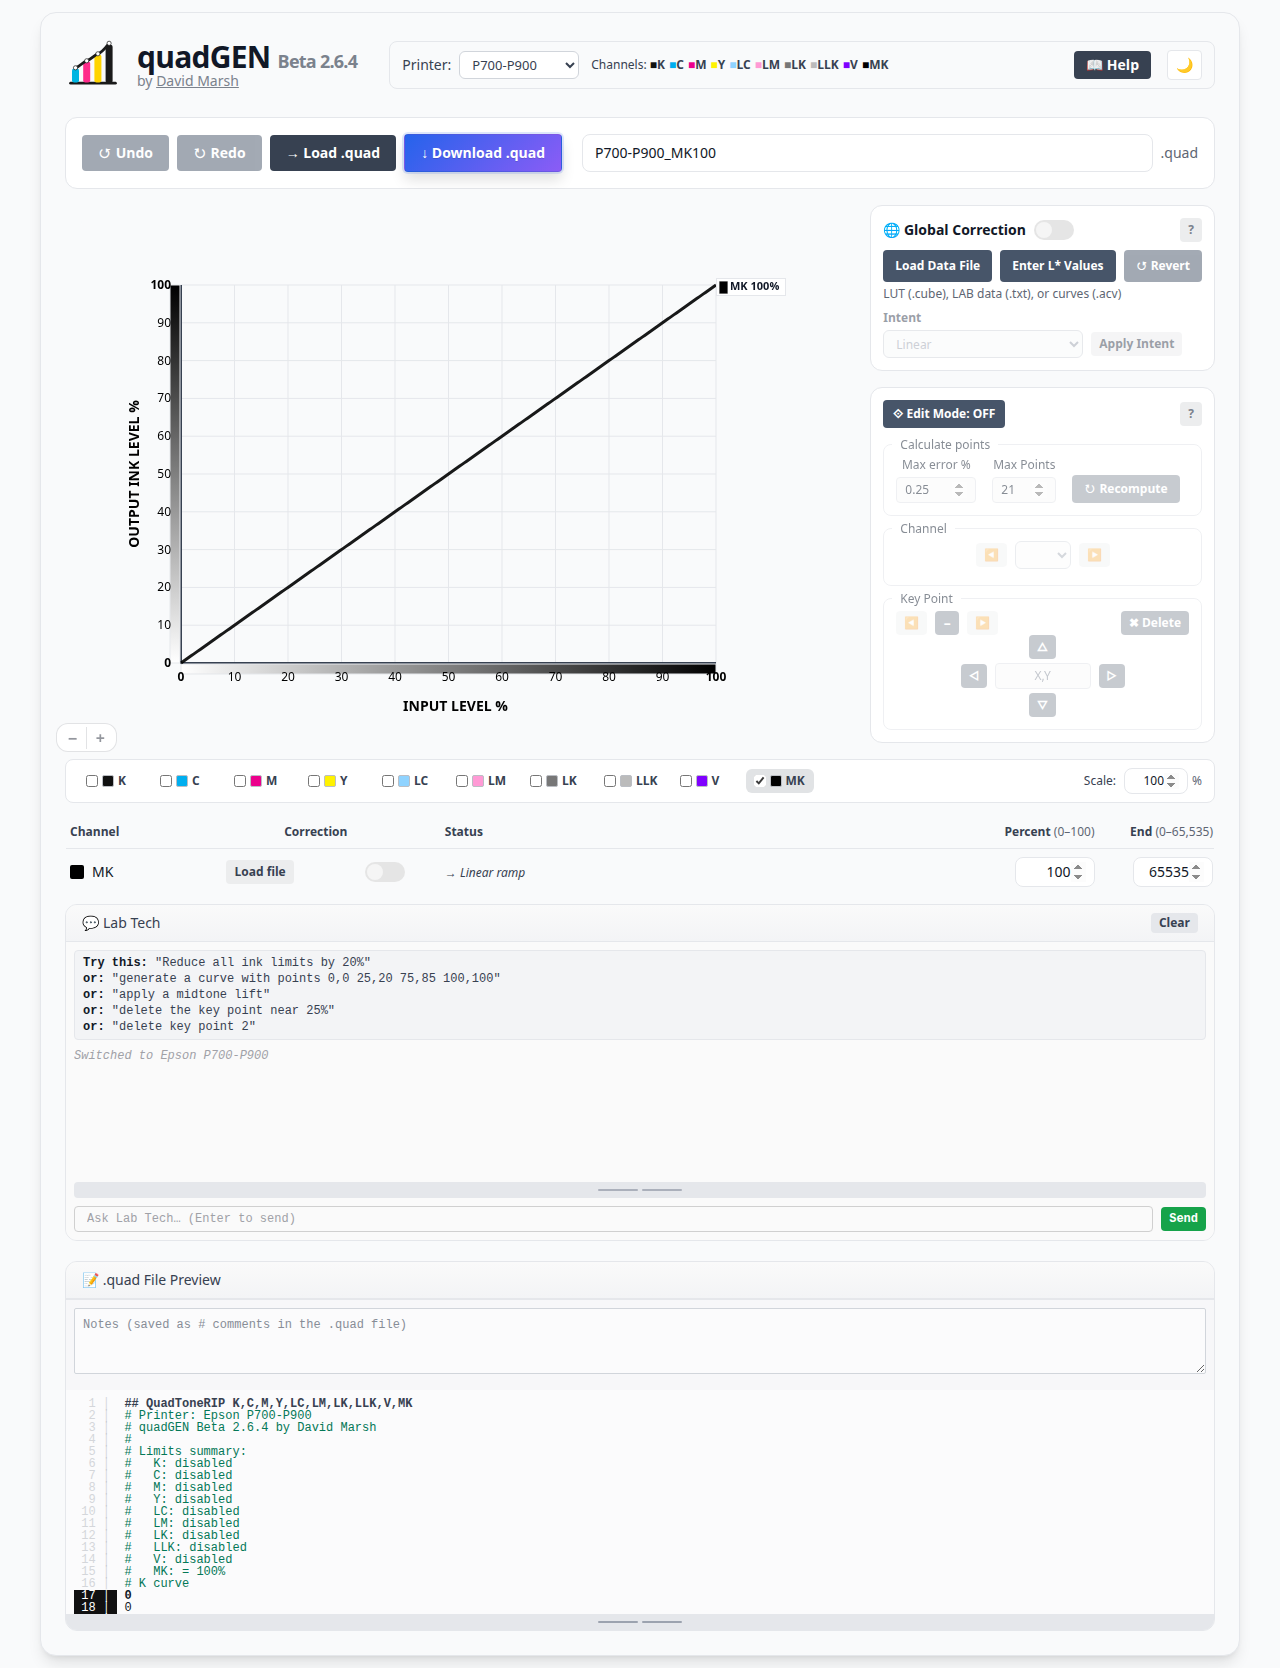 quadGEN Beta 2.6.4
by David Marsh
Printer: P700-P900 Channels: ■K ■C ■M ■Y ■LC ■LM ■LK ■LLK ■V ■MK
📖 Help 🌙
↺ Undo ↻ Redo → Load .quad ↓ Download .quad P700-P900_MK100 .quad
🌐 Global Correction ?
Load Data File Enter L* Values ↺ Revert
LUT (.cube), LAB data (.txt), or curves (.acv)
Intent
Linear Apply Intent
MK 100%
100
90
80
70
60
50
40
30
20
10
0
OUTPUT INK LEVEL %
0 10 20 30 40 50 60 70 80 90 100
INPUT LEVEL %
− +
⟐ Edit Mode: OFF ?
Calculate points
Max error % Max Points
0.25 21 ↻ Recompute
Channel
◀ ▶
Key Point
◀ – ▶ ✖ Delete
△
◁ X,Y ▷
▽
K C M Y LC LM LK LLK V MK Scale: 100 %
Channel Correction Status Percent (0–100) End (0–65,535)
MK Load file → Linear ramp 100 65535
💬 Lab Tech Clear
Try this: "Reduce all ink limits by 20%"
or: "generate a curve with points 0,0 25,20 75,85 100,100"
or: "apply a midtone lift"
or: "delete the key point near 25%"
or: "delete key point 2"
Switched to Epson P700-P900
Ask Lab Tech… (Enter to send) Send
📝 .quad File Preview
Notes (saved as # comments in the .quad file)
1 ## QuadToneRIP K,C,M,Y,LC,LM,LK,LLK,V,MK
2 # Printer: Epson P700-P900
3 # quadGEN Beta 2.6.4 by David Marsh
4 #
5 # Limits summary:
6 #   K: disabled
7 #   C: disabled
8 #   M: disabled
9 #   Y: disabled
10 #   LC: disabled
11 #   LM: disabled
12 #   LK: disabled
13 #   LLK: disabled
14 #   V: disabled
15 #   MK: = 100%
16 # K curve
17 0
18 0